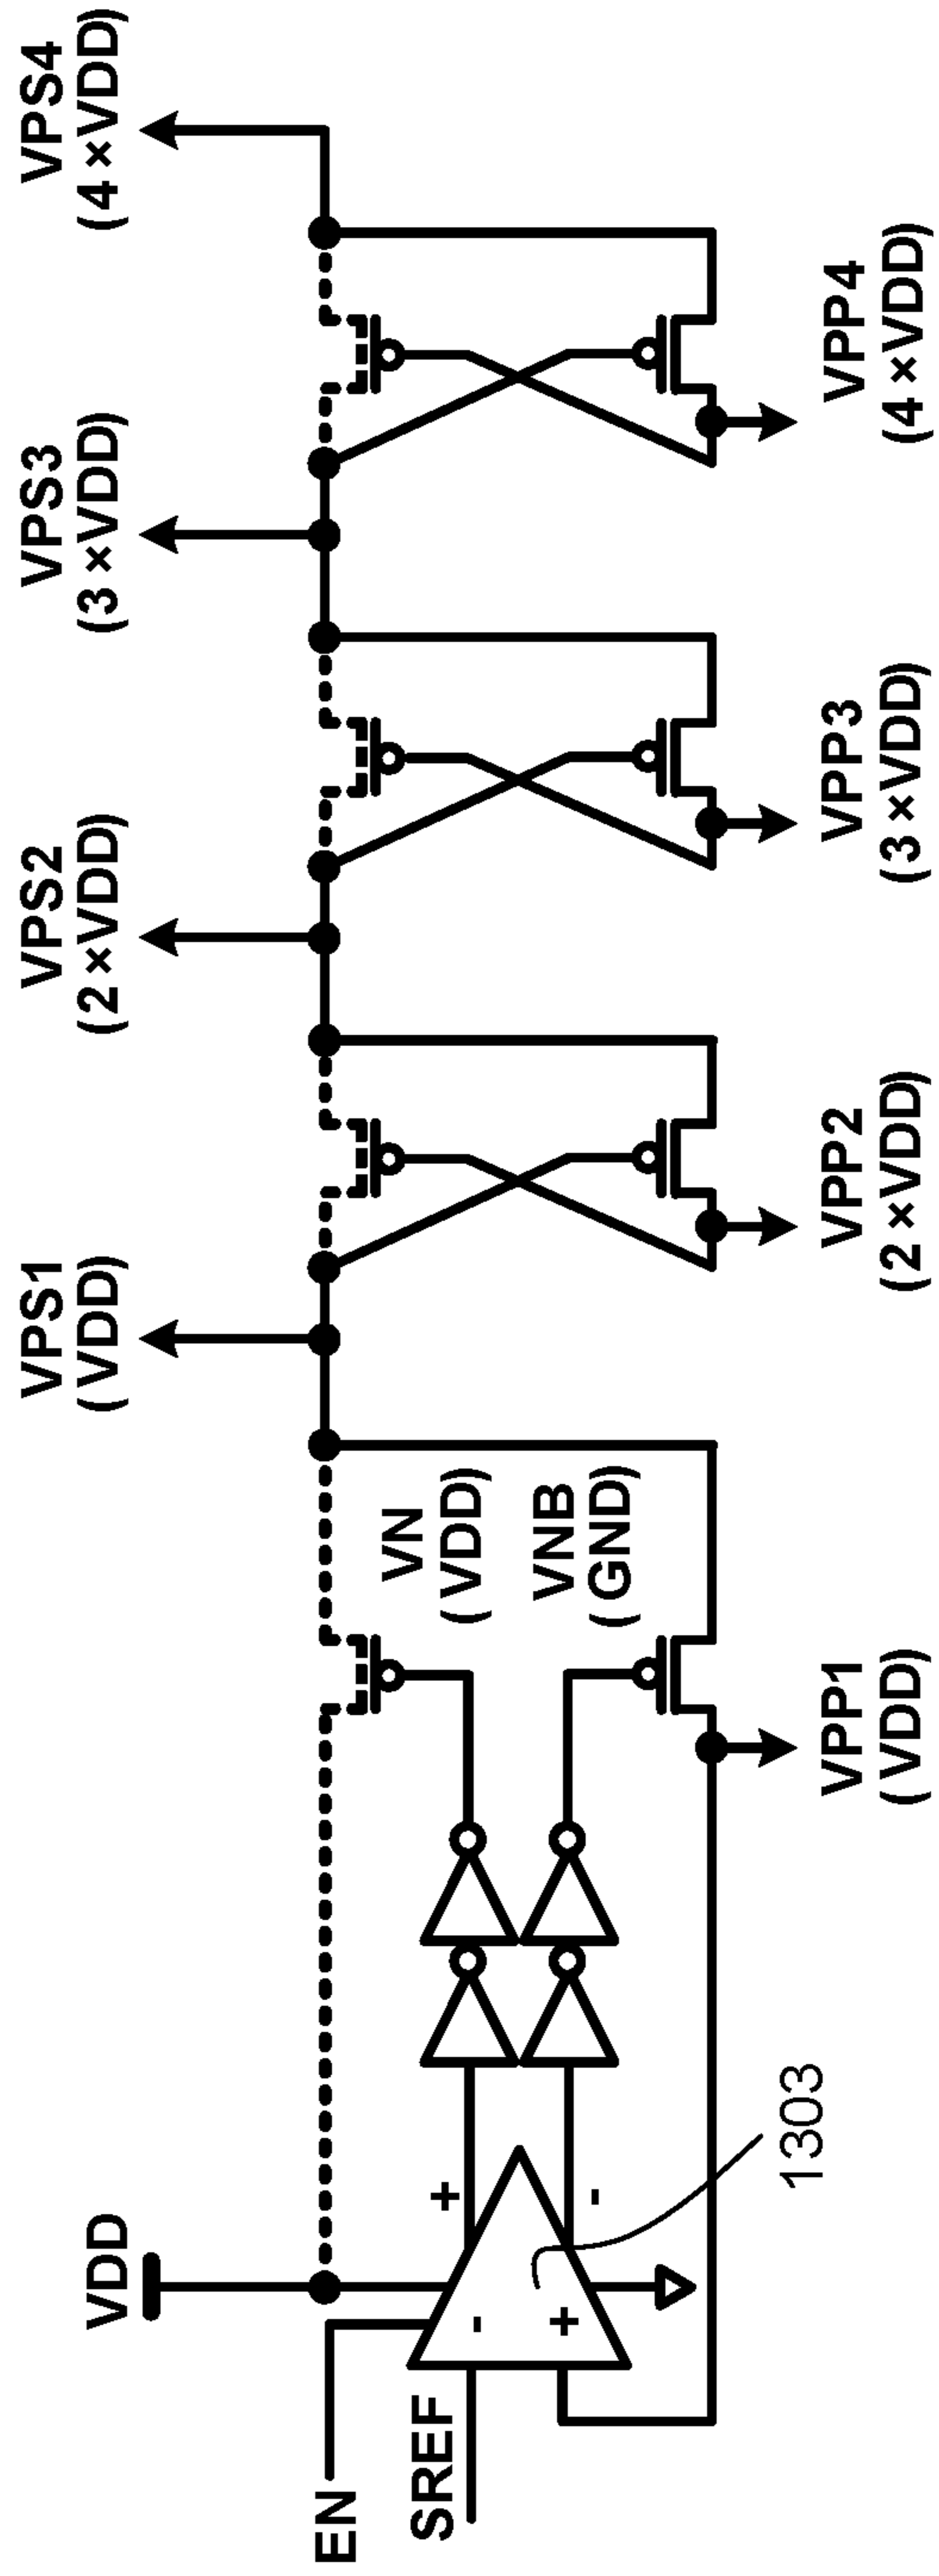 VDD
EN
SREF
-
+
+
-
1303
VN
(VDD)
VNB
(GND)
VPS1
(VDD)
VPS2
(2×VDD)
VPS3
(3×VDD)
VPS4
(4×VDD)
VPP1
(VDD)
VPP2
(2×VDD)
VPP3
(3×VDD)
VPP4
(4×VDD)